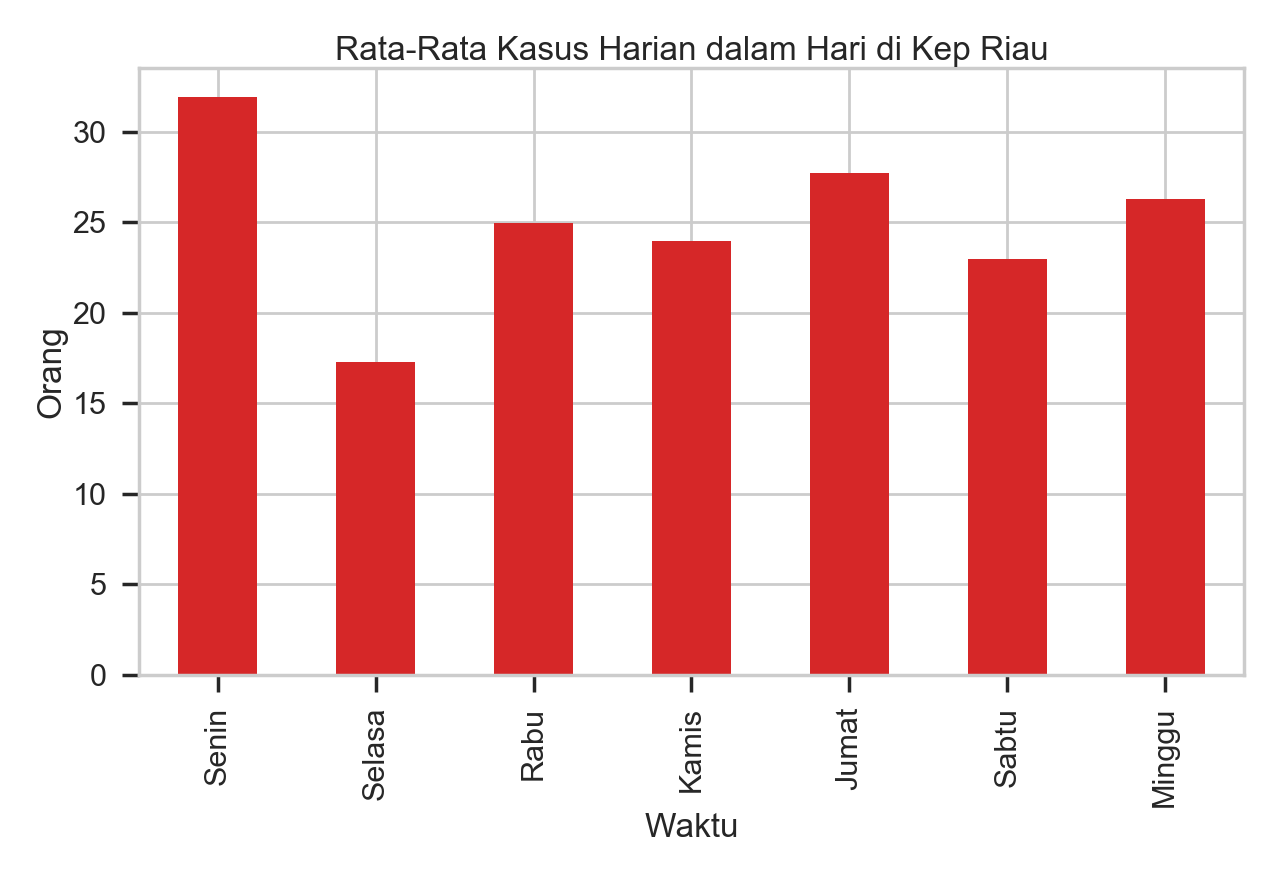 Rata-Rata Kasus Harian dalam Hari di Kep Riau
Orang
30
25
20
15
10
5
0
Senin
Selasa
Rabu
Kamis
Jumat
Sabtu
Minggu
Waktu